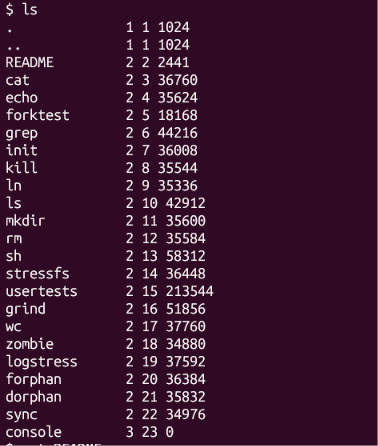 $ ls
. 1 1 1024
.. 1 1 1024
README 2 2 2441
cat 2 3 36760
echo 2 4 35624
forktest 2 5 18168
grep 2 6 44216
init 2 7 36008
kill 2 8 35544
ln 2 9 35336
ls 2 10 42912
mkdir 2 11 35600
rm 2 12 35584
sh 2 13 58312
stressfs 2 14 36448
usertests 2 15 213544
grind 2 16 51856
wc 2 17 37760
zombie 2 18 34880
logstress 2 19 37592
forphan 2 20 36384
dorphan 2 21 35832
sync 2 22 34976
console 3 23 0